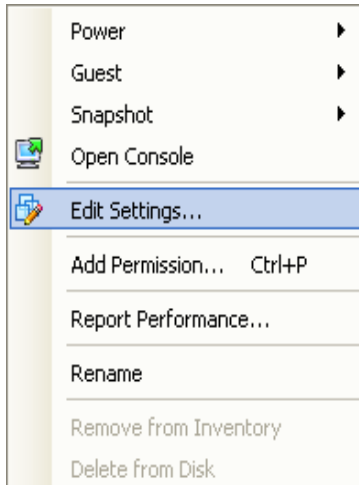 Power
Guest
Snapshot
Open Console
Edit Settings...
Add Permission... Ctrl+P
Report Performance...
Rename
Remove from Inventory
Delete from Disk